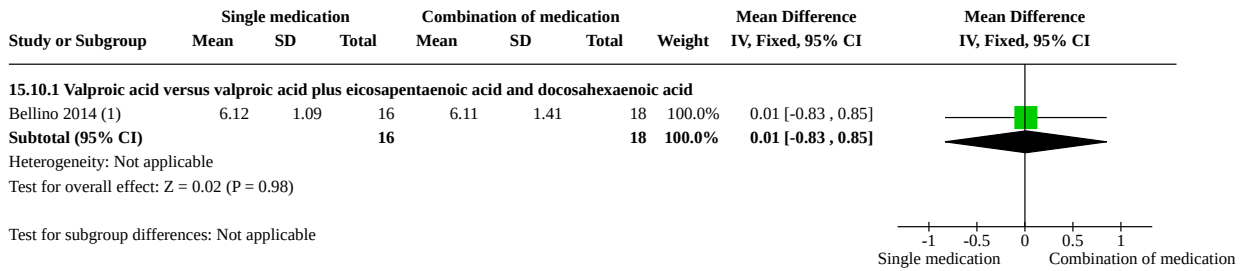 Single medication Combination of medication Mean Difference Mean Difference
Study or Subgroup Mean SD Total Mean SD Total Weight IV, Fixed, 95% CI IV, Fixed, 95% CI
15.10.1 Valproic acid versus valproic acid plus eicosapentaenoic acid and docosahexaenoic acid
Bellino 2014 (1) 6.12 1.09 16 6.11 1.41 18 100.0% 0.01 [-0.83 , 0.85]
Subtotal (95% CI) 16 18 100.0% 0.01 [-0.83 , 0.85]
Heterogeneity: Not applicable
Test for overall effect: Z = 0.02 (P = 0.98)
Test for subgroup differences: Not applicable
-1 -0.5 0 0.5 1
Single medication Combination of medication